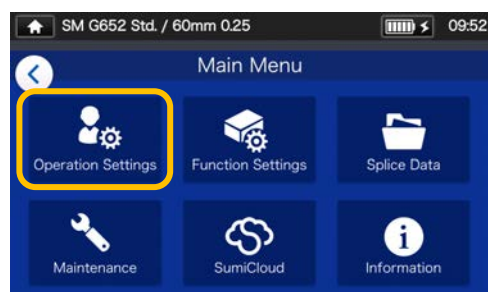 SM G652 Std. / 60mm 0.25 09:52
Main Menu
Operation Settings Function Settings Splice Data
Maintenance SumiCloud Information